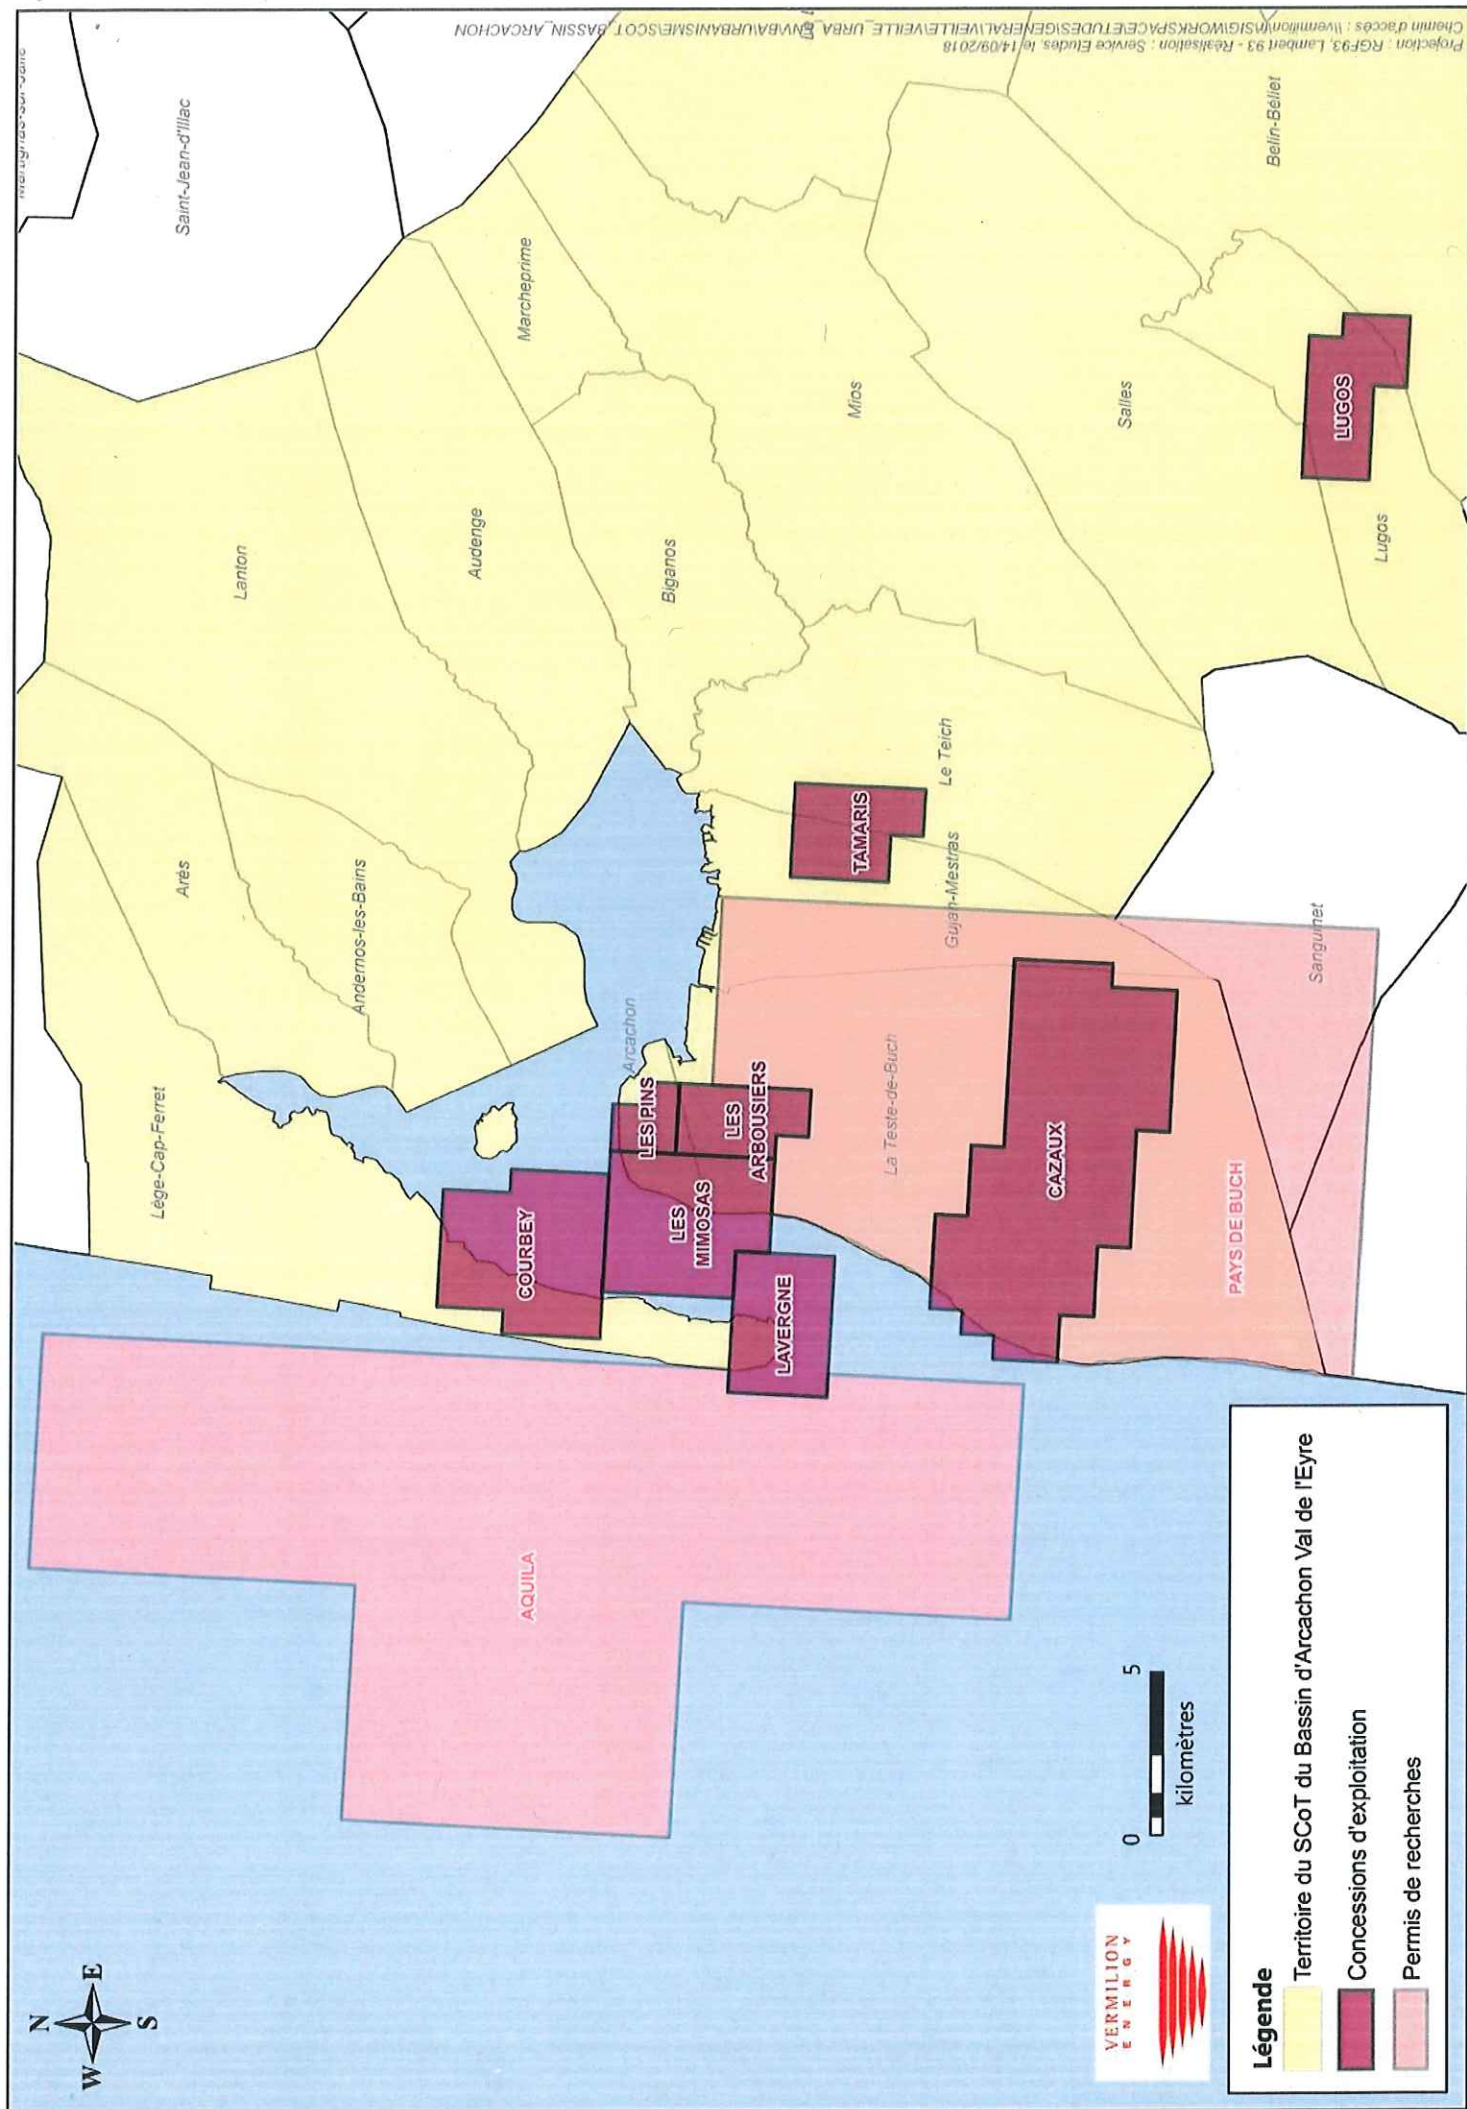 Saint-Jean-d'Illac
Lanton
Marcheprime
Audenge
Arès
Andernos-les-Bains
Lège-Cap-Ferret
Biganos
Mios
Belin-Béliet
Salles
Lugos
LUGOS
Le Teich
TAMARIS
Gujan-Mestras
Arcachon
Sanguinet
La Teste-de-Buch
LES PINS
LES
ARBOUSIERS
LES
MIMOSAS
COURBEY
LAVERGNE
CAZAUX
PAYS DE BUCH
AQUILA
N
W
E
S
0
5
kilomètres
VERMILION
ENERGY
Légende
Territoire du SCoT du Bassin d'Arcachon Val de l'Eyre
Concessions d'exploitation
Permis de recherches
Projection : RGF93, Lambert 93 - Réalisation : Service Etudes, le 14/09/2018